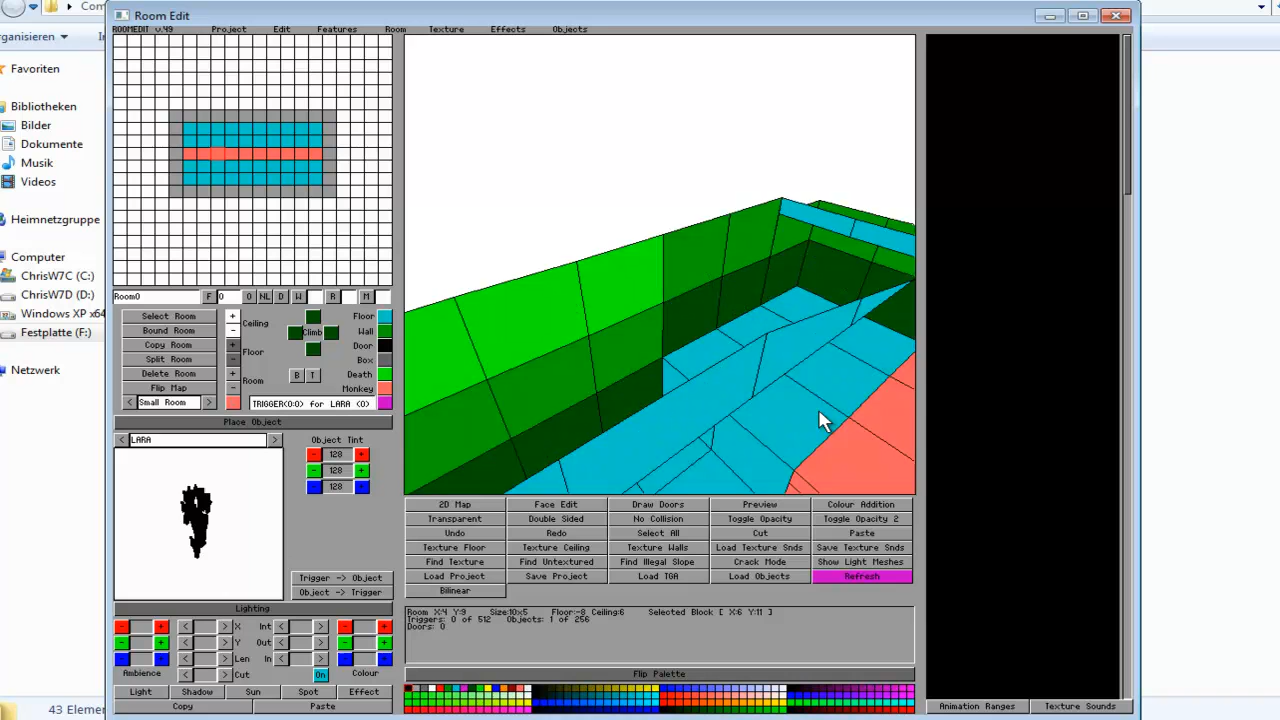 Com
Room Edit
rganisieren
In
ROOMEDIT v.49 Project Edit Features Room Texture Effects Objects
Favoriten
Bibliotheken
Bilder
Dokumente
Musik
Videos
Heimnetzgruppe
Computer
ChrisW7C (C:)
ChrisW7D (D:)
Windows XP x64
Festplatte (F:)
Netzwerk
43 Elemer
Room0 F 0 O NL D W R M
Select Room + Ceiling Floor
Bound Room - Climb Wall
Copy Room + Door
Split Room - Floor Box
Delete Room + Room B T Death
Flip Map - Monkey
< Small Room > TRIGGER(0:0) for LARA (0)
Place Object
< LARA > Object Tint
- 128 +
- 128 +
- 128 +
Trigger -> Object
Object -> Trigger
Lighting
- + < > X Int < > - +
- + < > Y Out < > - +
- + < > Len In < > - +
Ambience < > Cut On Colour
Light Shadow Sun Spot Effect
Copy Paste
2D Map Face Edit Draw Doors Preview Colour Addition
Transparent Double Sided No Collision Toggle Opacity Toggle Opacity 2
Undo Redo Select All Cut Paste
Texture Floor Texture Ceiling Texture Walls Load Texture Snds Save Texture Snds
Find Texture Find Untextured Find Illegal Slope Crack Mode Show Light Meshes
Load Project Save Project Load TGA Load Objects Refresh
Bilinear
Room X:4 Y:9 Size:10x5 Floor:-8 Ceiling:6 Selected Block [ X:6 Y:11 ]
Triggers: 0 of 512 Objects: 1 of 256
Doors: 0
Flip Palette
Animation Ranges Texture Sounds